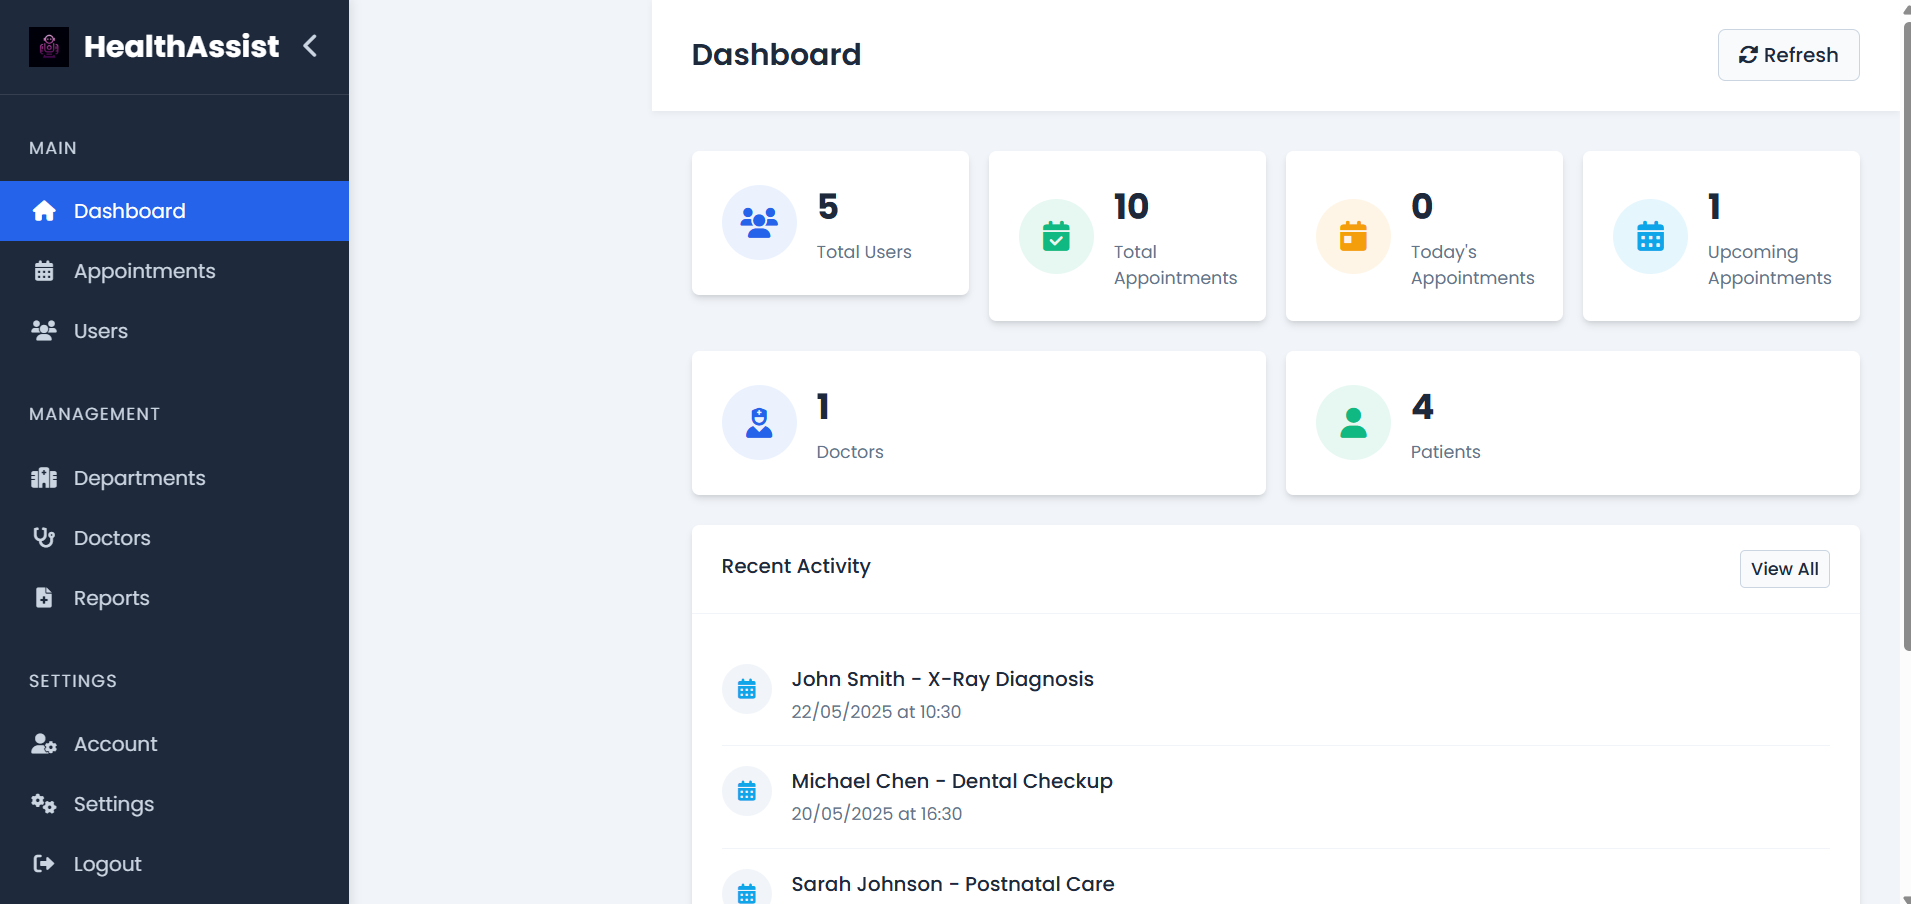 HealthAssist
MAIN
Dashboard
Appointments
Users
MANAGEMENT
Departments
Doctors
Reports
SETTINGS
Account
Settings
Logout
Dashboard
Refresh
5
Total Users
10
Total
Appointments
0
Today's
Appointments
1
Upcoming
Appointments
1
Doctors
4
Patients
Recent Activity
View All
John Smith - X-Ray Diagnosis
22/05/2025 at 10:30
Michael Chen - Dental Checkup
20/05/2025 at 16:30
Sarah Johnson - Postnatal Care